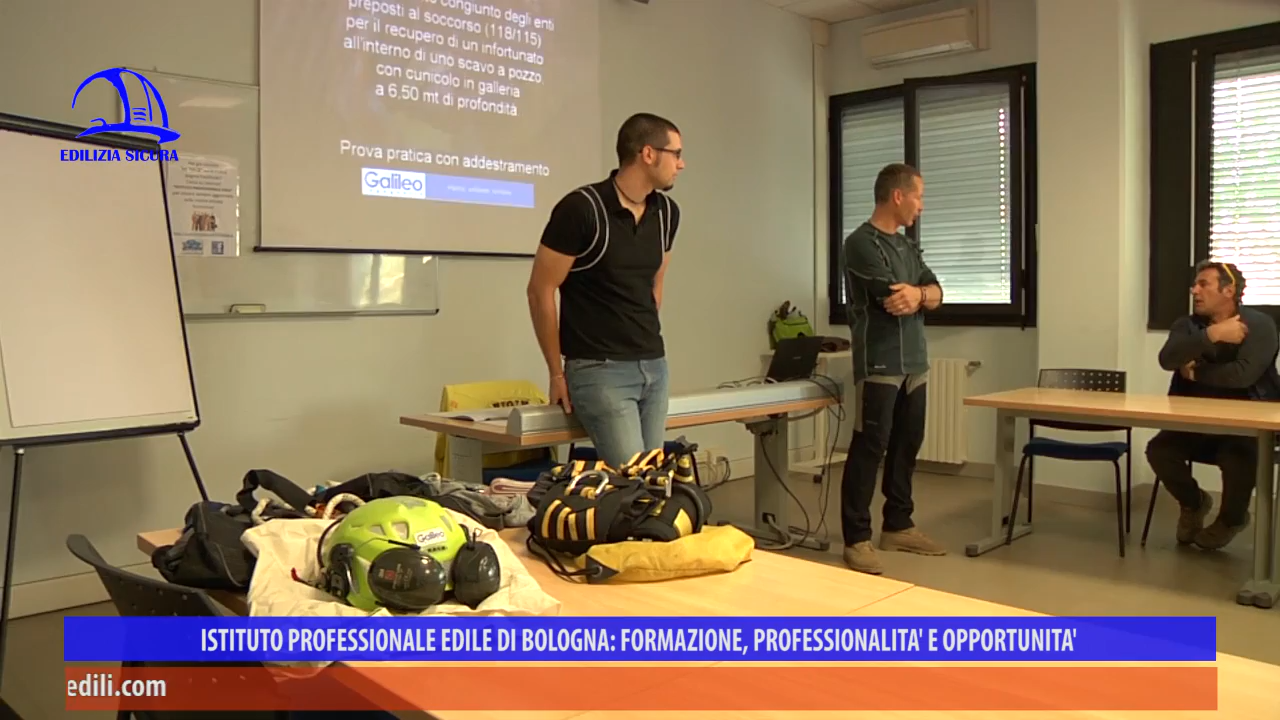 congiunto degli enti
preposti al soccorso (118/115)
per il recupero di un infortunato
all'interno di uno scavo a pozzo
con cunicolo in galleria
a 6.50 mt di profondità
Prova pratica con addestramento
Galileo
EDILIZIA SICURA
Galileo
ISTITUTO PROFESSIONALE EDILE DI BOLOGNA: FORMAZIONE, PROFESSIONALITA' E OPPORTUNITA'
edili.com